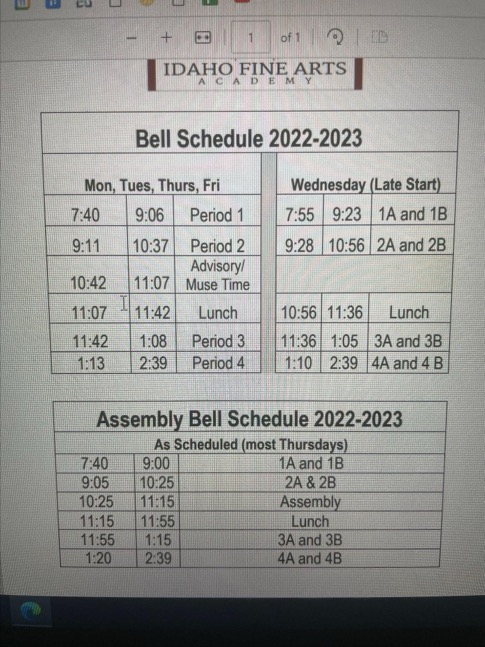 1 of 1
IDAHO FINE ARTS
ACADEMY
Bell Schedule 2022-2023
Mon, Tues, Thurs, Fri Wednesday (Late Start)
7:40 9:06 Period 1 7:55 9:23 1A and 1B
9:11 10:37 Period 2 9:28 10:56 2A and 2B
10:42 11:07 Advisory/
Muse Time
11:07 11:42 Lunch 10:56 11:36 Lunch
11:42 1:08 Period 3 11:36 1:05 3A and 3B
1:13 2:39 Period 4 1:10 2:39 4A and 4 B
Assembly Bell Schedule 2022-2023
As Scheduled (most Thursdays)
7:40 9:00 1A and 1B
9:05 10:25 2A & 2B
10:25 11:15 Assembly
11:15 11:55 Lunch
11:55 1:15 3A and 3B
1:20 2:39 4A and 4B